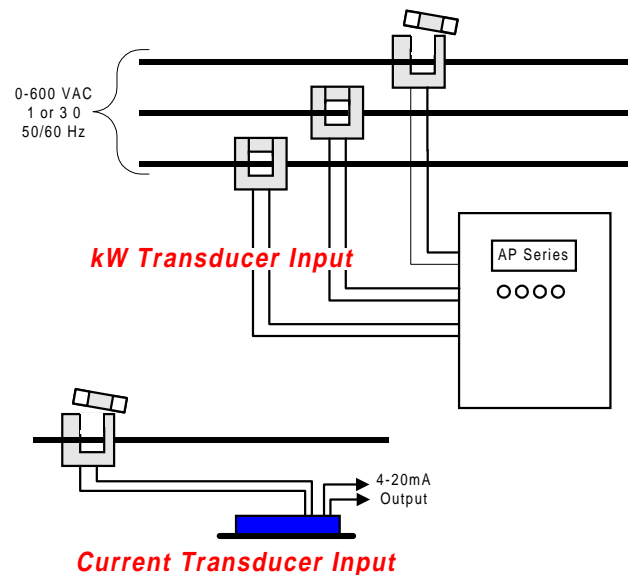 0-600 VAC
1 or 3 0
50/60 Hz
kW Transducer Input
AP Series
4-20mA
Output
Current Transducer Input